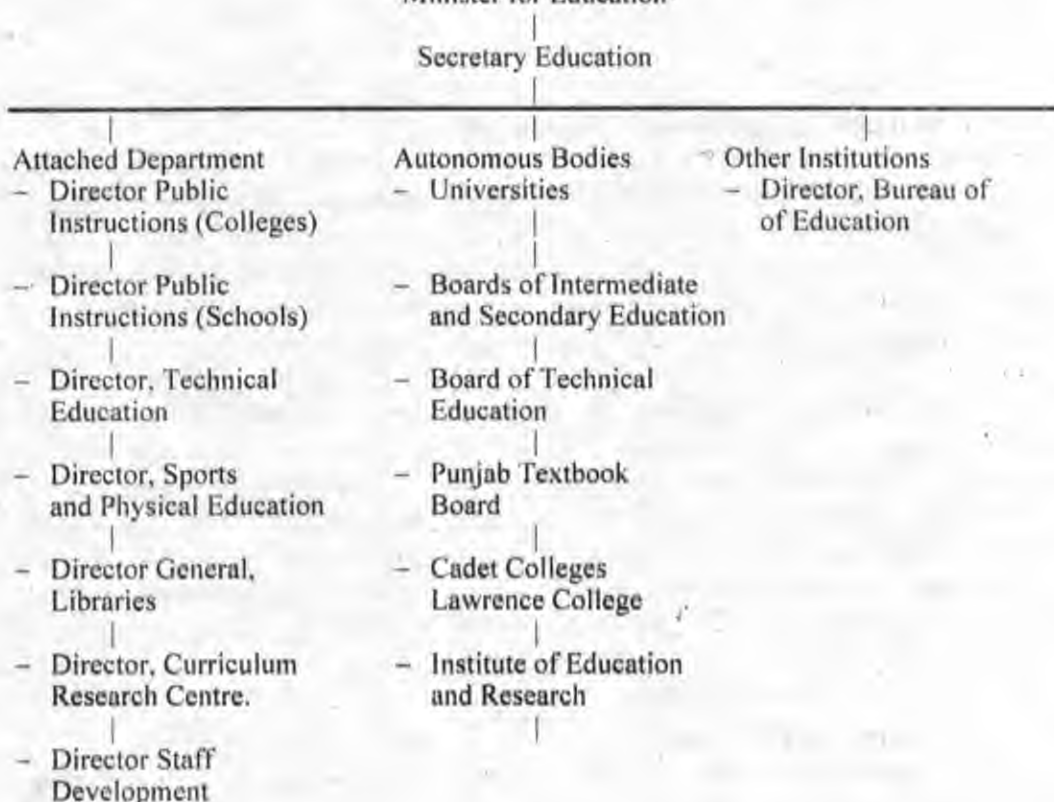 Minister for Education
Secretary Education
Attached Department
– Director Public
Instructions (Colleges)
– Director Public
Instructions (Schools)
– Director, Technical
Education
– Director, Sports
and Physical Education
– Director General,
Libraries
– Director, Curriculum
Research Centre.
– Director Staff
Development
Autonomous Bodies
– Universities
– Boards of Intermediate
and Secondary Education
– Board of Technical
Education
– Punjab Textbook
Board
– Cadet Colleges
Lawrence College
– Institute of Education
and Research
Other Institutions
– Director, Bureau of
of Education